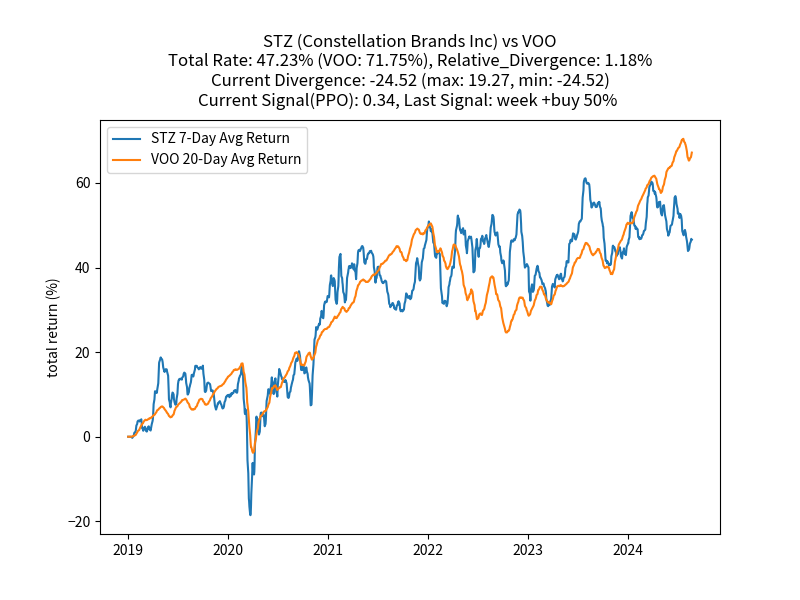 STZ (Constellation Brands Inc) vs VOO
Total Rate: 47.23% (VOO: 71.75%), Relative_Divergence: 1.18%
Current Divergence: -24.52 (max: 19.27, min: -24.52)
Current Signal(PPO): 0.34, Last Signal: week +buy 50%
STZ 7-Day Avg Return
VOO 20-Day Avg Return
total return (%)
60
40
20
0
−20
2019 2020 2021 2022 2023 2024